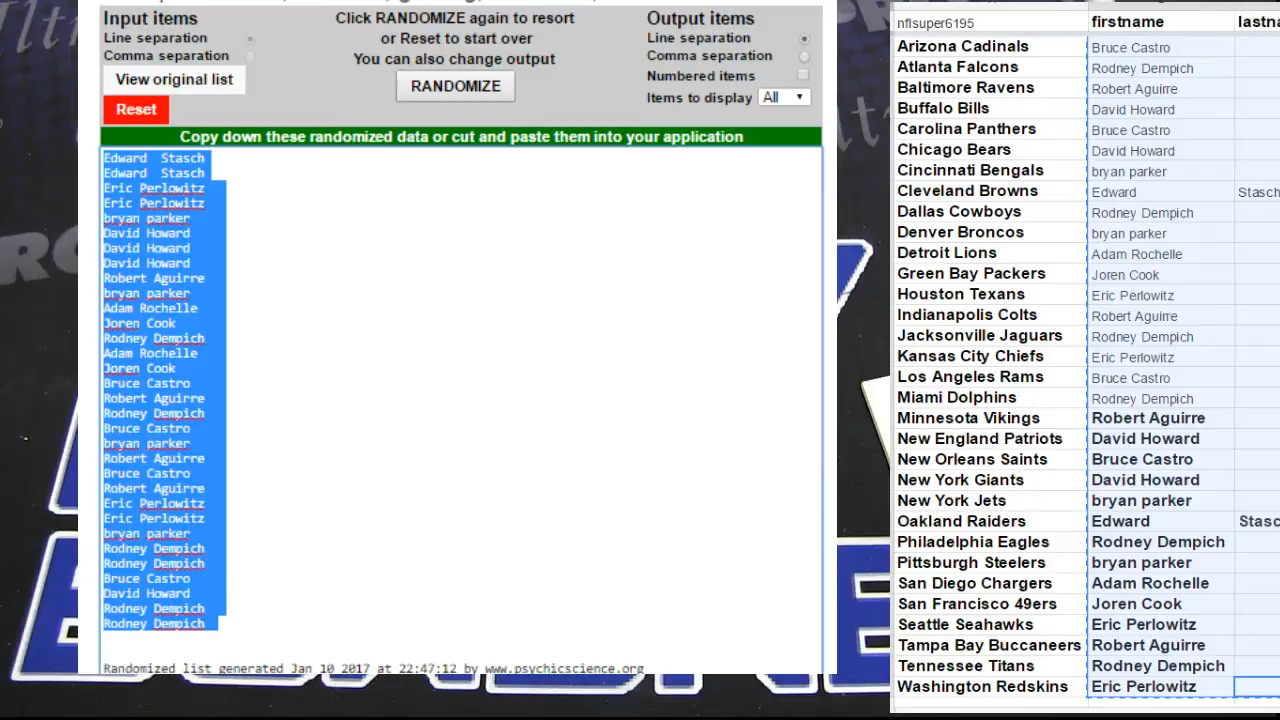 Input items
Line separation
Comma separation
View original list
Reset
Click RANDOMIZE again to resort
or Reset to start over
You can also change output
RANDOMIZE
Output items
Line separation
Comma separation
Numbered items
Items to display All
Copy down these randomized data or cut and paste them into your application
Edward Stasch
Edward Stasch
Eric Perlowitz
Eric Perlowitz
bryan parker
David Howard
David Howard
David Howard
Robert Aguirre
bryan parker
Adam Rochelle
Joren Cook
Rodney Dempich
Adam Rochelle
Joren Cook
Bruce Castro
Robert Aguirre
Rodney Dempich
Bruce Castro
bryan parker
Robert Aguirre
Bruce Castro
Robert Aguirre
Eric Perlowitz
Eric Perlowitz
bryan parker
Rodney Dempich
Rodney Dempich
Bruce Castro
David Howard
Rodney Dempich
Rodney Dempich
Randomized list generated Jan 10 2017 at 22:47:12 by www.psychicscience.org
nflsuper6195 firstname lastna
Arizona Cadinals Bruce Castro
Atlanta Falcons Rodney Dempich
Baltimore Ravens Robert Aguirre
Buffalo Bills David Howard
Carolina Panthers Bruce Castro
Chicago Bears David Howard
Cincinnati Bengals bryan parker
Cleveland Browns Edward Stasch
Dallas Cowboys Rodney Dempich
Denver Broncos bryan parker
Detroit Lions Adam Rochelle
Green Bay Packers Joren Cook
Houston Texans Eric Perlowitz
Indianapolis Colts Robert Aguirre
Jacksonville Jaguars Rodney Dempich
Kansas City Chiefs Eric Perlowitz
Los Angeles Rams Bruce Castro
Miami Dolphins Rodney Dempich
Minnesota Vikings Robert Aguirre
New England Patriots David Howard
New Orleans Saints Bruce Castro
New York Giants David Howard
New York Jets bryan parker
Oakland Raiders Edward Stasc
Philadelphia Eagles Rodney Dempich
Pittsburgh Steelers bryan parker
San Diego Chargers Adam Rochelle
San Francisco 49ers Joren Cook
Seattle Seahawks Eric Perlowitz
Tampa Bay Buccaneers Robert Aguirre
Tennessee Titans Rodney Dempich
Washington Redskins Eric Perlowitz